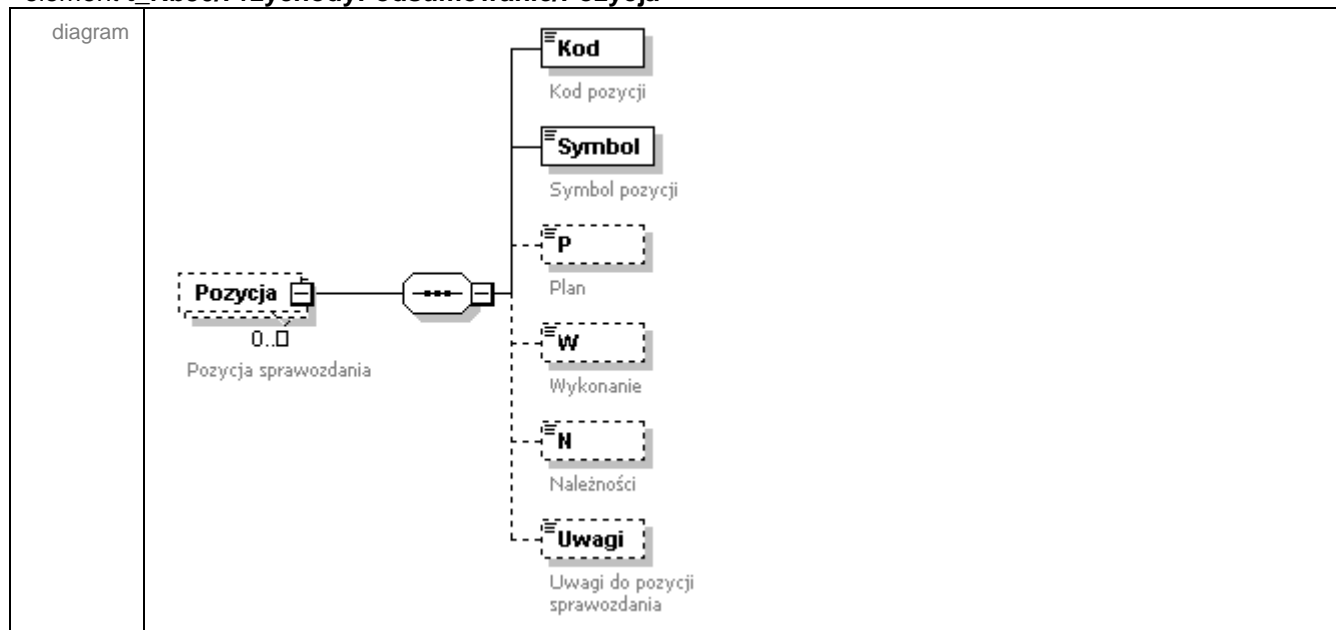 diagram
Kod
Kod pozycji
Symbol
Symbol pozycji
P
Plan
Pozycja
0..
Pozycja sprawozdania
W
Wykonanie
N
Należności
Uwagi
Uwagi do pozycji
sprawozdania